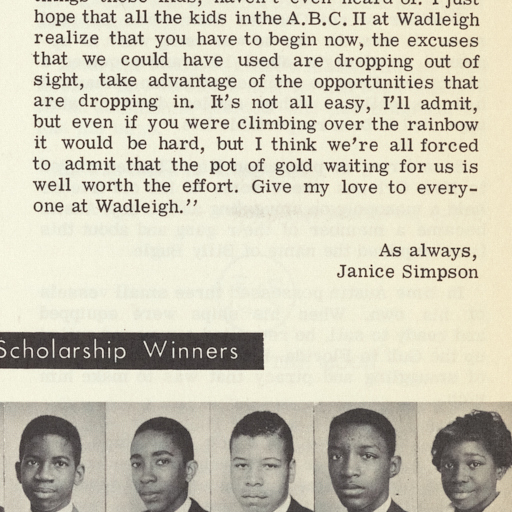 things these kids, haven't even heard of. I just
hope that all the kids in the A.B.C. II at Wadleigh
realize that you have to begin now, the excuses
that we could have used are dropping out of
sight, take advantage of the opportunities that
are dropping in. It's not all easy, I'll admit,
but even if you were climbing over the rainbow
it would be hard, but I think we're all forced
to admit that the pot of gold waiting for us is
well worth the effort. Give my love to every-
one at Wadleigh."
As always,
Janice Simpson
Scholarship Winners